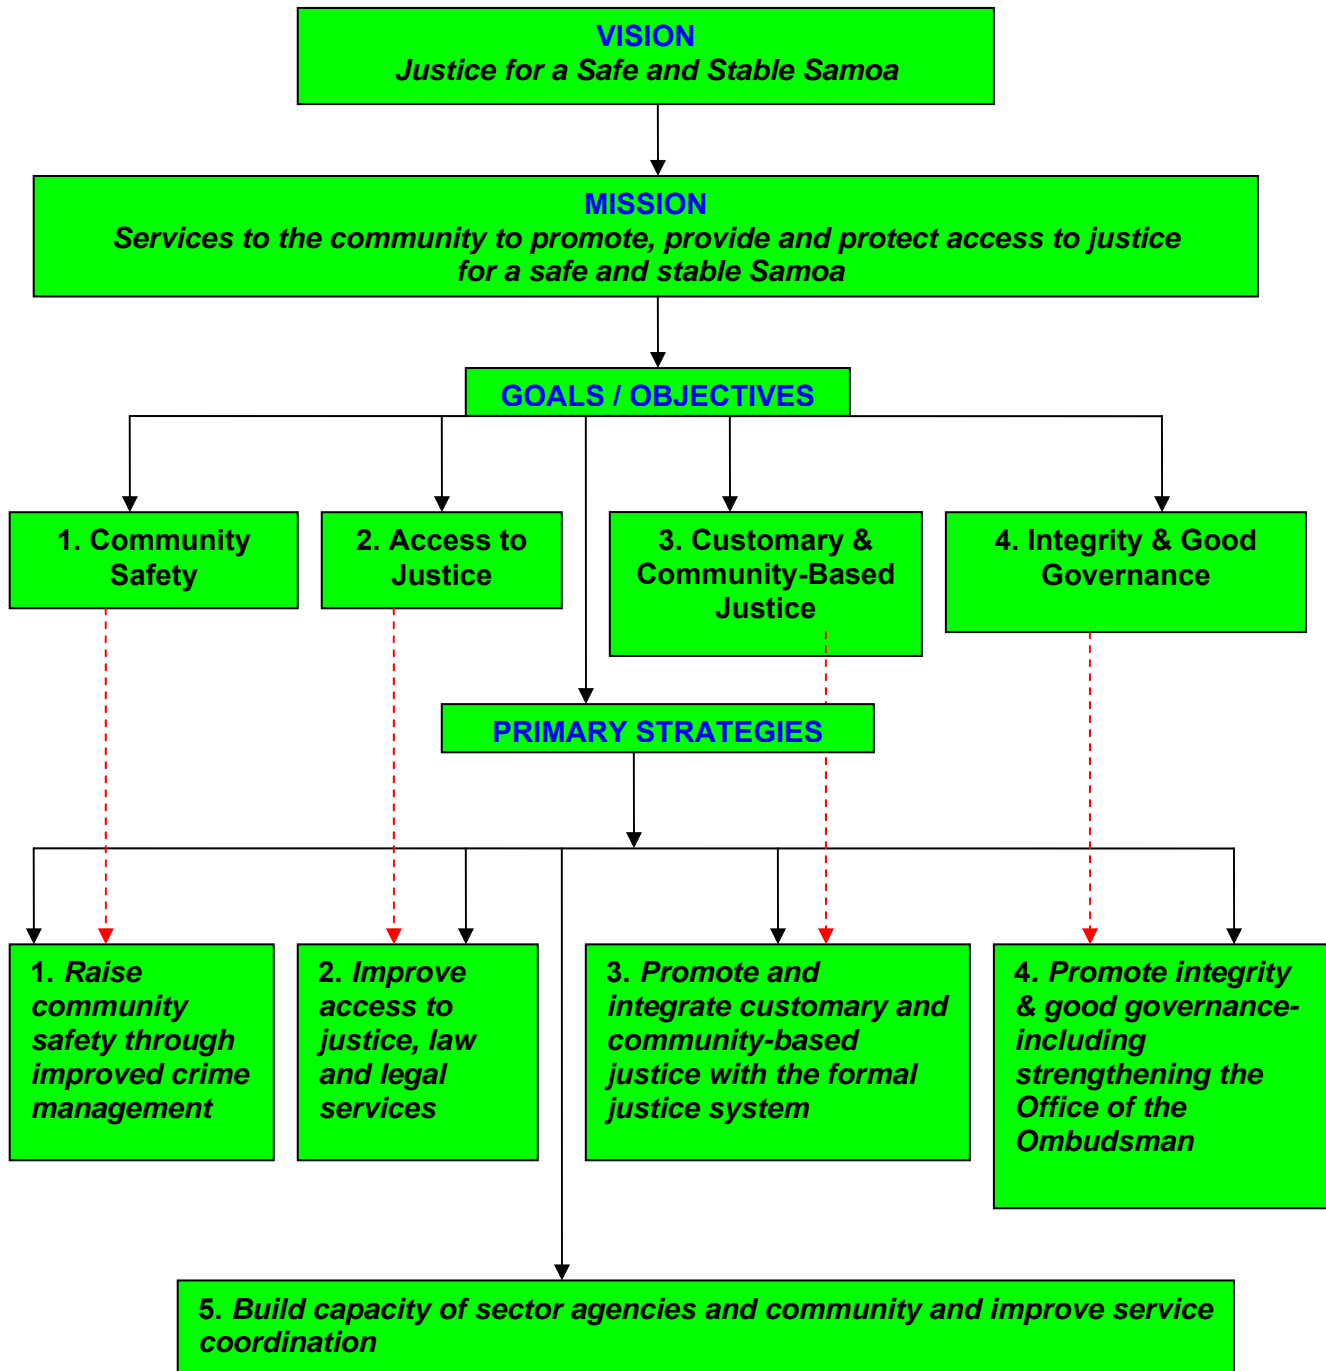 VISION
Justice for a Safe and Stable Samoa
MISSION
Services to the community to promote, provide and protect access to justice
for a safe and stable Samoa
GOALS / OBJECTIVES
1. Community
Safety
2. Access to
Justice
3. Customary &
Community-Based
Justice
4. Integrity & Good
Governance
PRIMARY STRATEGIES
1. Raise
community
safety through
improved crime
management
2. Improve
access to
justice, law
and legal
services
3. Promote and
integrate customary and
community-based
justice with the formal
justice system
4. Promote integrity
& good governance-
including
strengthening the
Office of the
Ombudsman
5. Build capacity of sector agencies and community and improve service
coordination